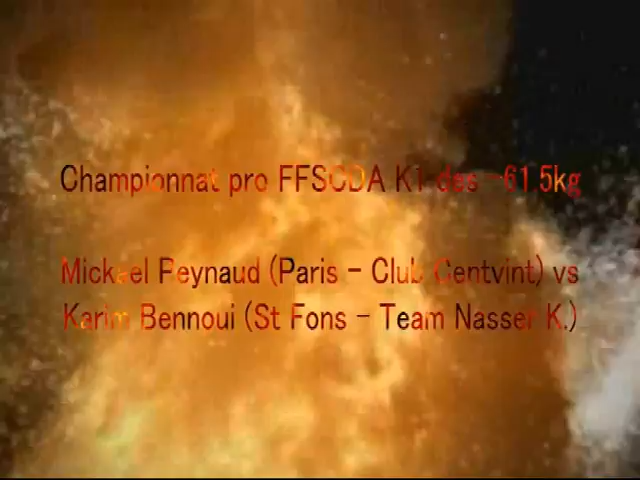 Championnat pro FFSCDA K1 des -61.5kg
Mickael Peynaud (Paris - Club Centvint) vs
Karim Bennoui (St Fons - Team Nasser K.)